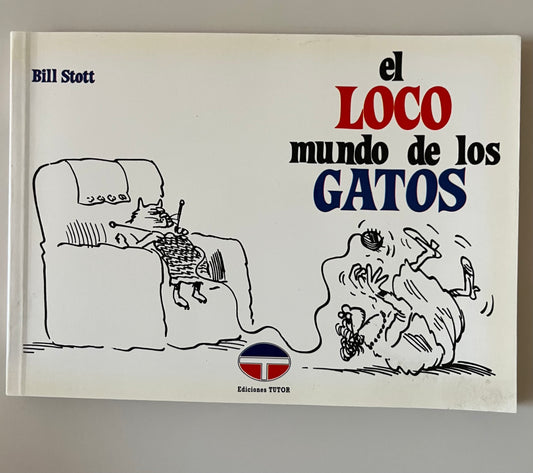 Bill Stott
el
LOCO
mundo de los
GATOS
Ediciones TUTOR